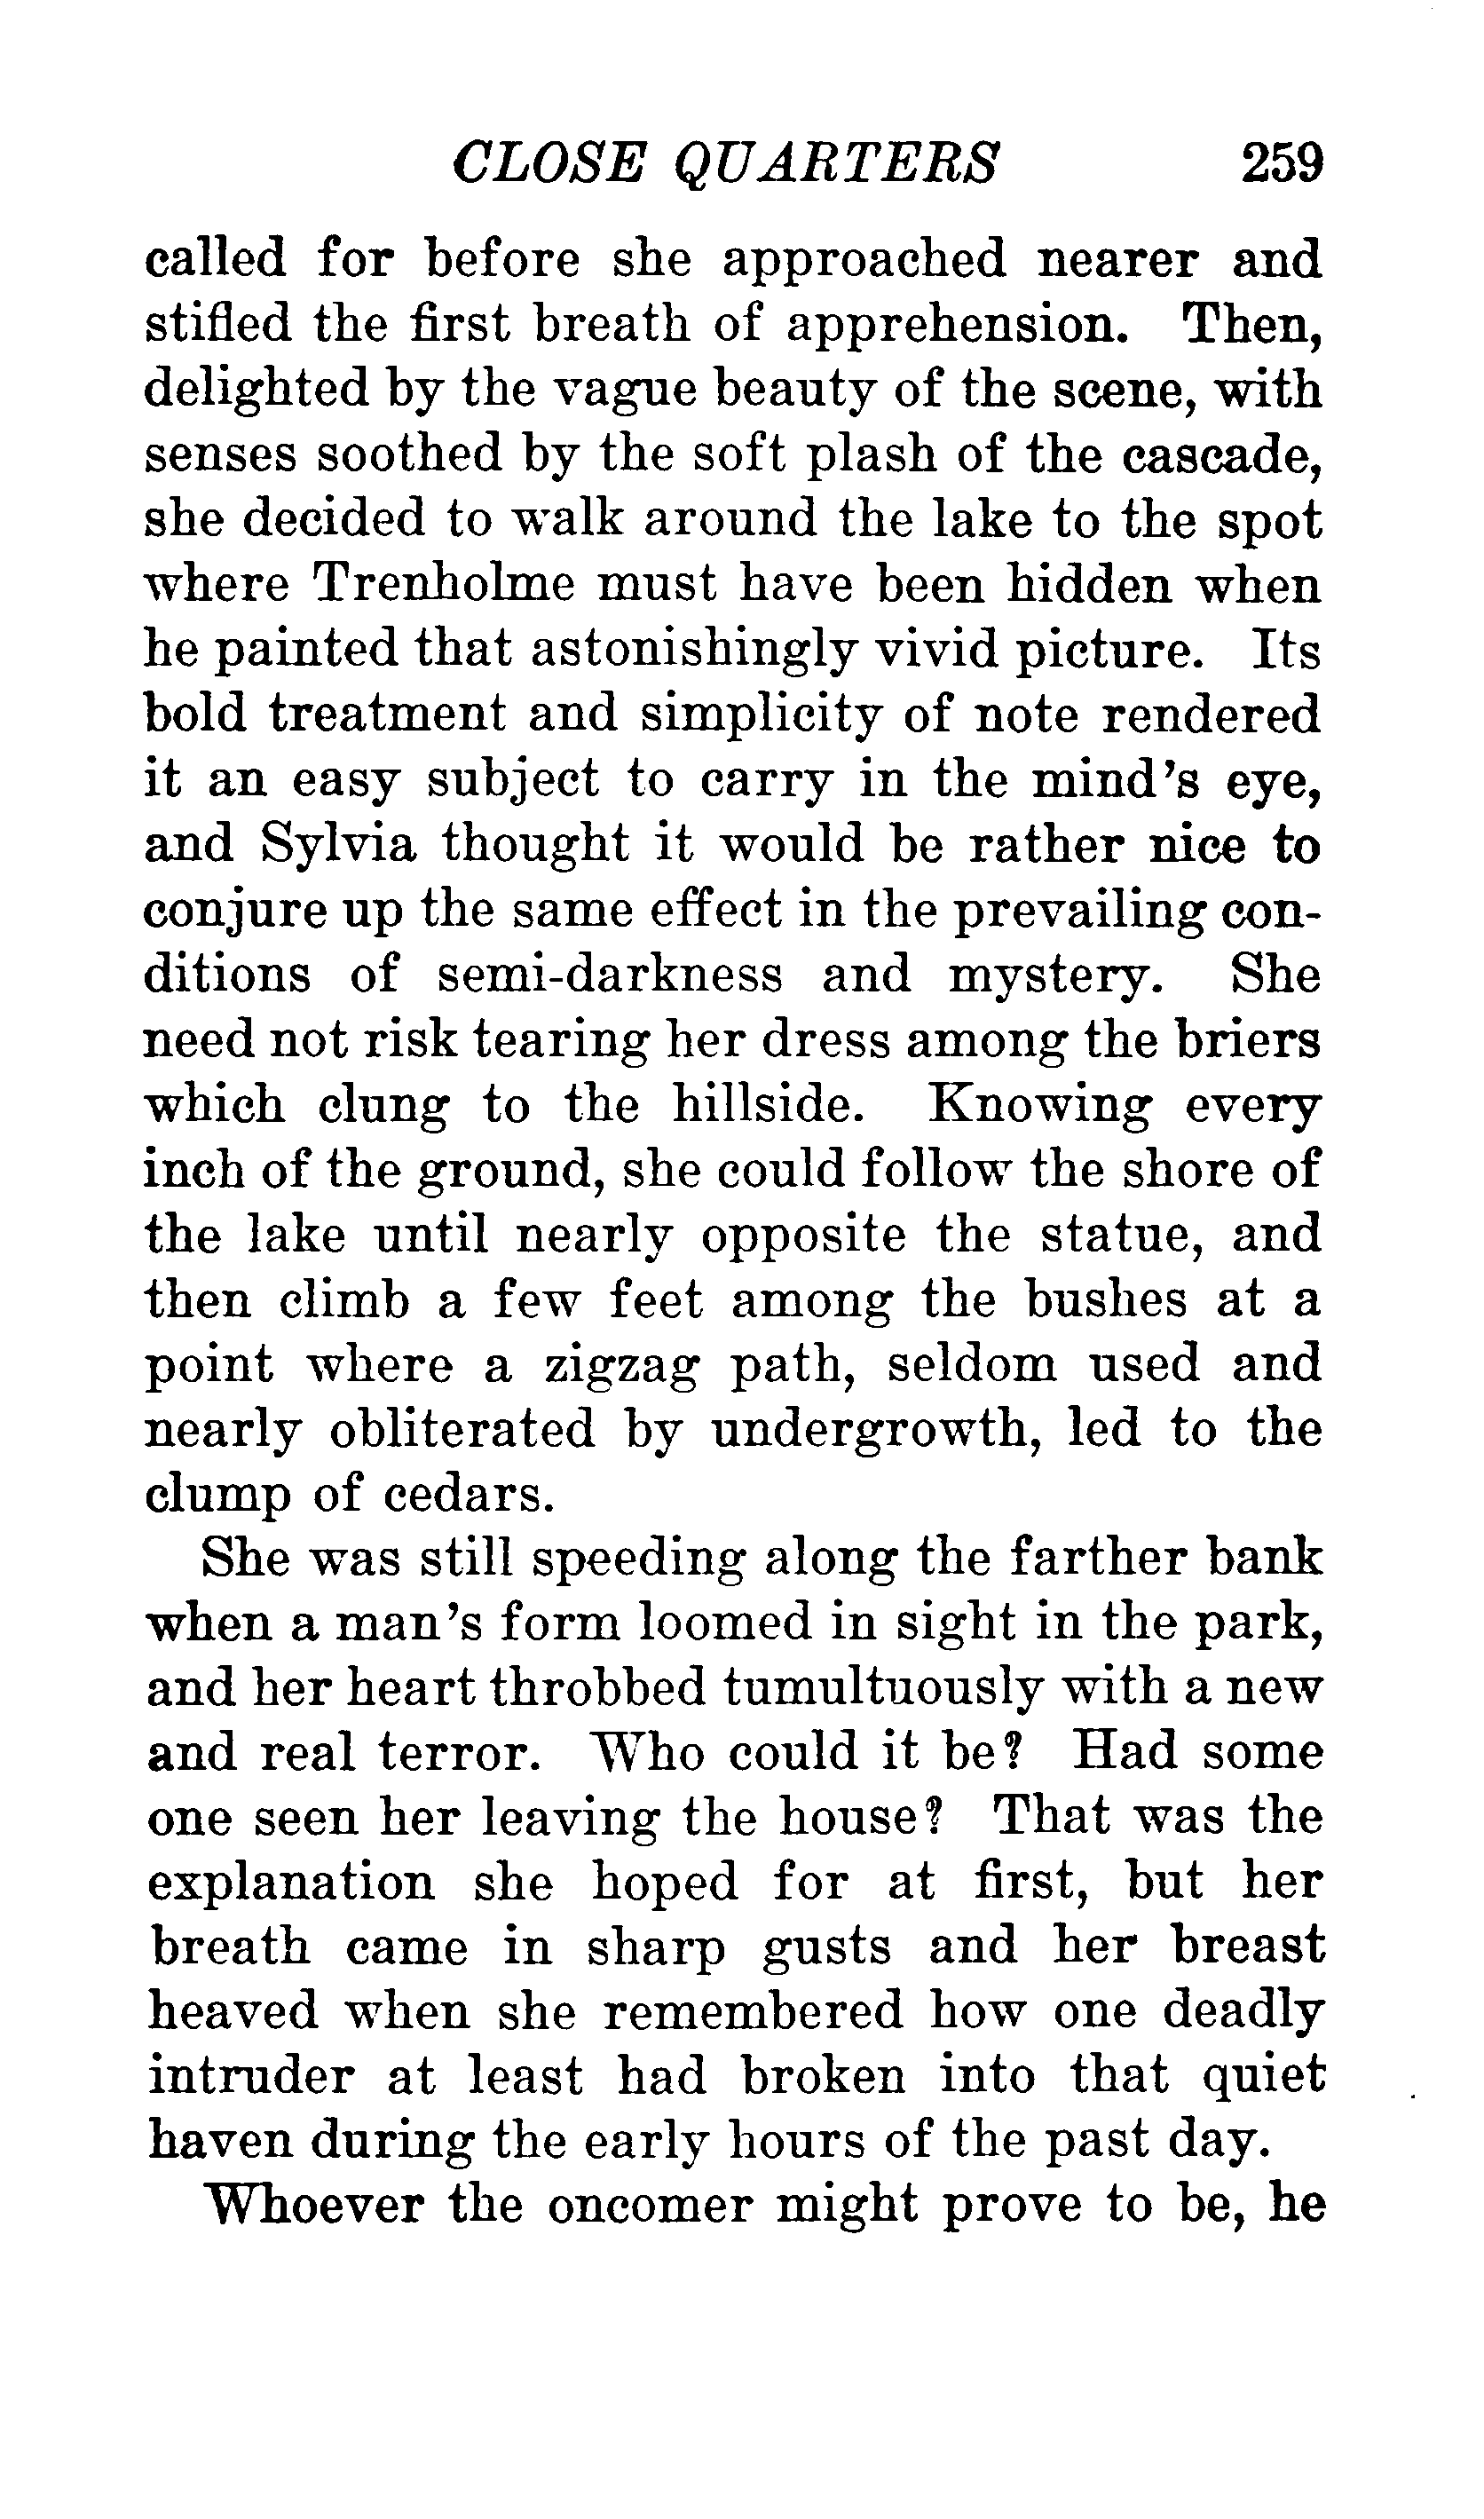 CLOSE QUARTERS 259
called for before she approached nearer and
stifled the first breath of apprehension. Then,
delighted by the vague beauty of the scene, with
senses soothed by the soft plash of the cascade,
she decided to walk around the lake to the spot
where Trenholme must have been hidden when
he painted that astonishingly vivid picture. Its
bold treatment and simplicity of note rendered
it an easy subject to carry in the mind's eye,
and Sylvia thought it would be rather nice to
conjure up the same effect in the prevailing con-
ditions of semi-darkness and mystery. She
need not risk tearing her dress among the briers
which clung to the hillside. Knowing every
inch of the ground, she could follow the shore of
the lake until nearly opposite the statue, and
then climb a few feet among the bushes at a
point where a zigzag path, seldom used and
nearly obliterated by undergrowth, led to the
clump of cedars.
She was still speeding along the farther bank
when a man's form loomed in sight in the park,
and her heart throbbed tumultuously with a new
and real terror. Who could it be? Had some
one seen her leaving the house? That was the
explanation she hoped for at first, but her
breath came in sharp gusts and her breast
heaved when she remembered how one deadly
intruder at least had broken into that quiet
haven during the early hours of the past day.
Whoever the oncomer might prove to be, he